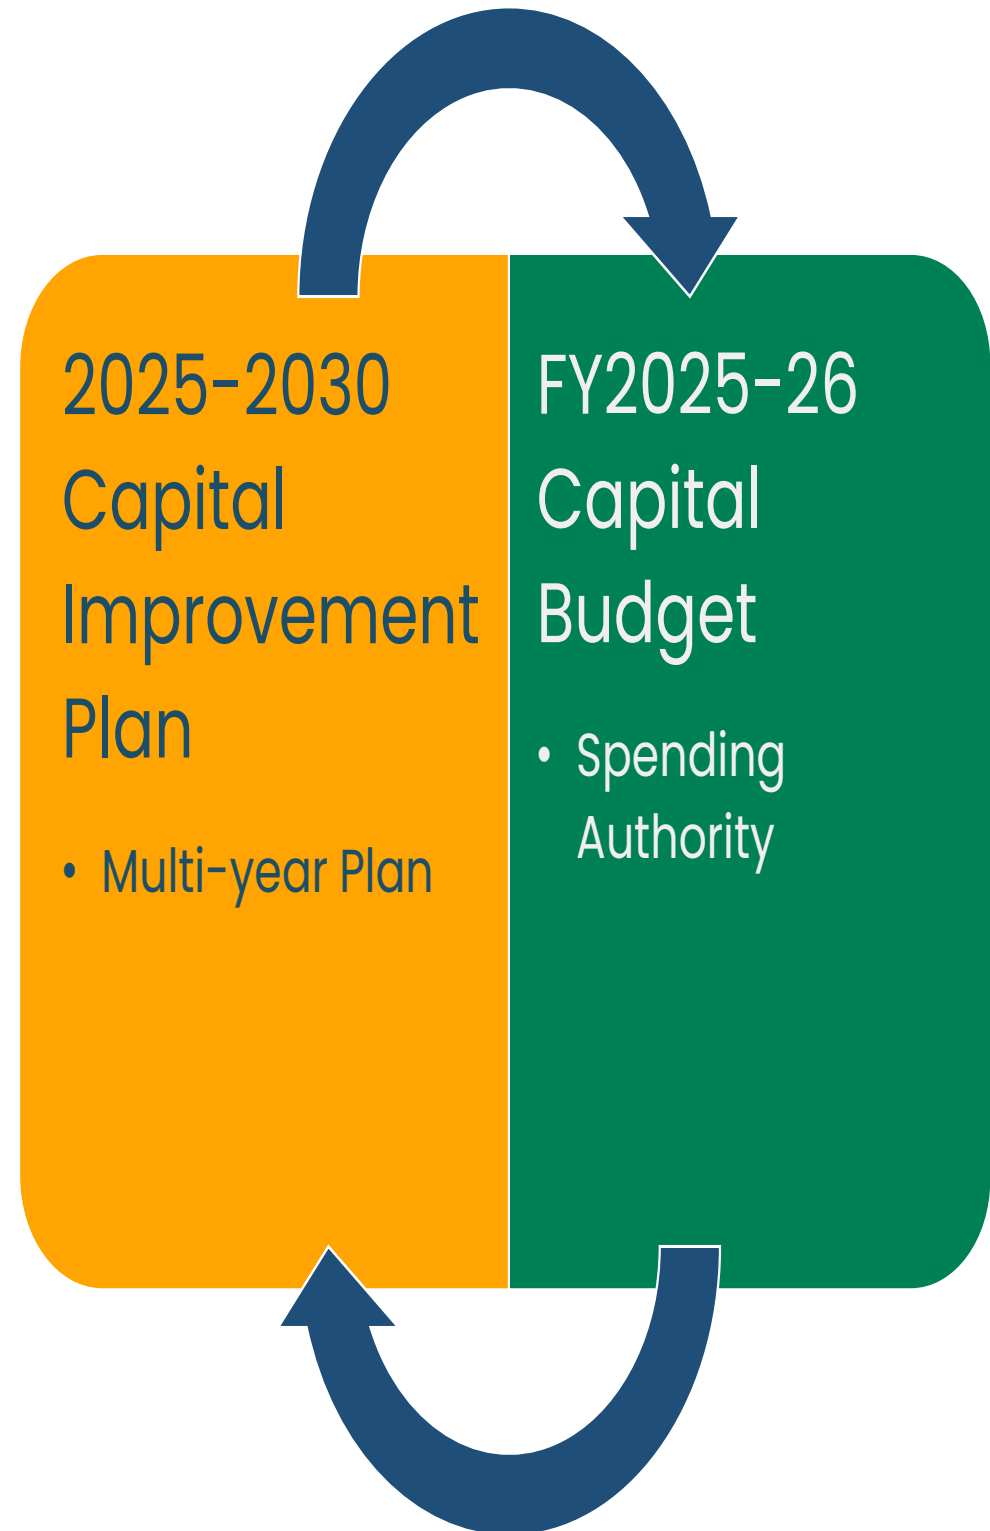 2025-2030
Capital
Improvement
Plan
• Multi-year Plan
FY2025-26
Capital
Budget
• Spending
Authority